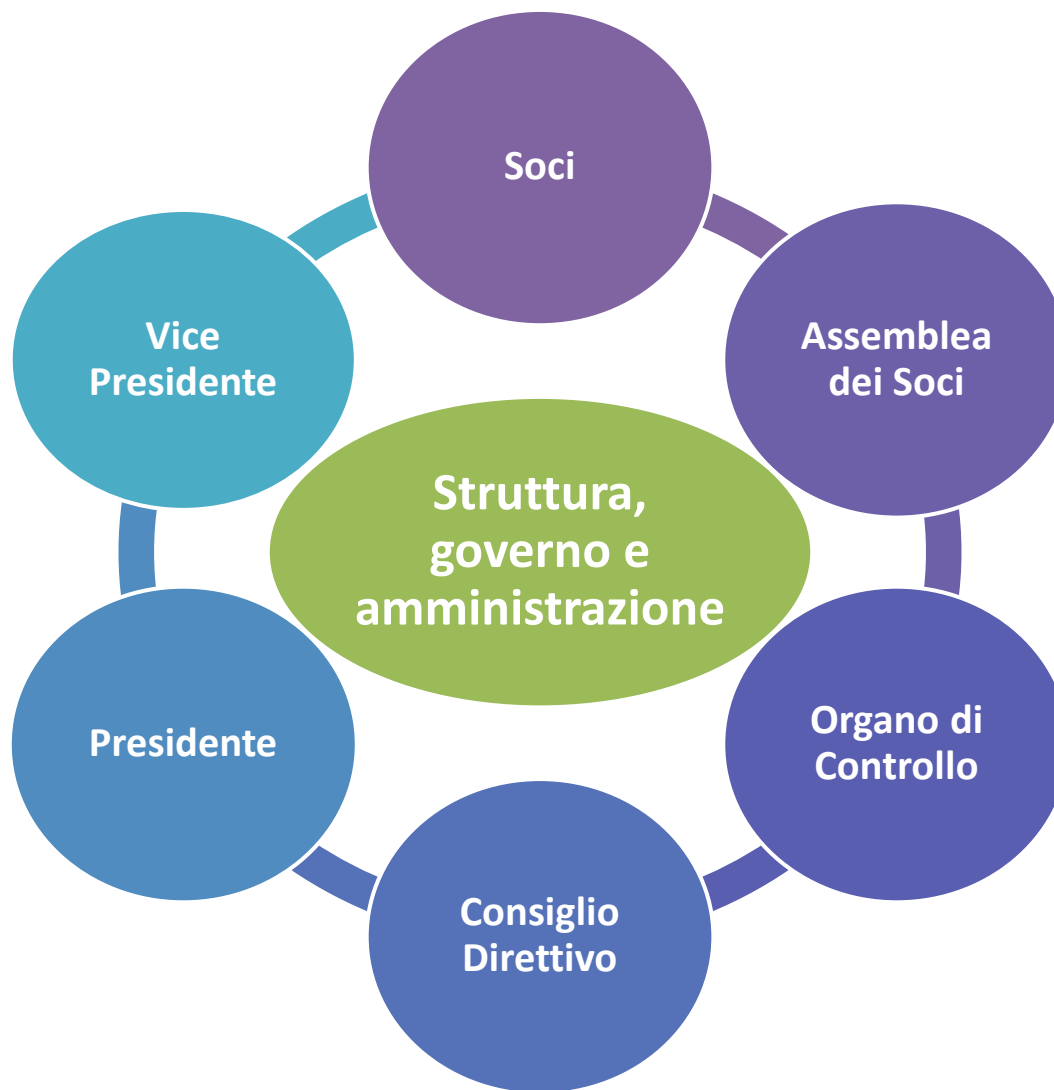 Soci
Assemblea
dei Soci
Organo di
Controllo
Consiglio
Direttivo
Presidente
Vice
Presidente
Struttura,
governo e
amministrazione